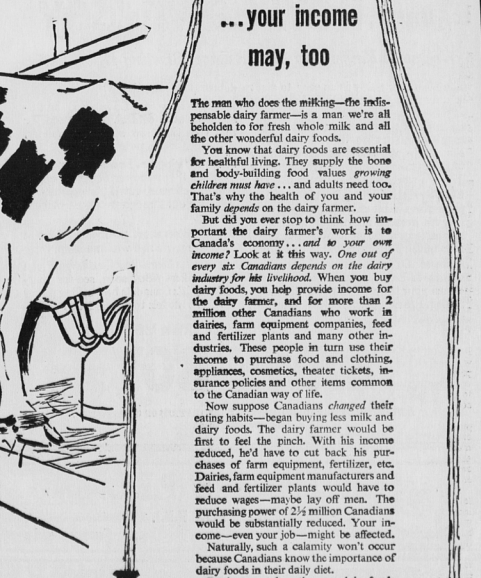 ...your income
may, too
The man who does the milking—the indis-
pensable dairy farmer—is a man we're all
beholden to for fresh whole milk and all
the other wonderful dairy foods.
You know that dairy foods are essential
for healthful living. They supply the bone
and body-building food values growing
children must have ... and adults need too.
That's why the health of you and your
family depends on the dairy farmer.
But did you ever stop to think how im-
portant the dairy farmer's work is to
Canada's economy ... and to your own
income? Look at it this way. One out of
every six Canadians depends on the dairy
industry for his livelihood. When you buy
dairy foods, you help provide income for
the dairy farmer, and for more than 2
million other Canadians who work in
dairies, farm equipment companies, feed
and fertilizer plants and many other in-
dustries. These people in turn use their
income to purchase food and clothing,
appliances, cosmetics, theater tickets, in-
surance policies and other items common
to the Canadian way of life.
Now suppose Canadians changed their
eating habits—began buying less milk and
dairy foods. The dairy farmer would be
first to feel the pinch. With his income
reduced, he'd have to cut back his pur-
chases of farm equipment, fertilizer, etc.
Dairies, farm equipment manufacturers and
feed and fertilizer plants would have to
reduce wages—maybe lay off men. The
purchasing power of 2½ million Canadians
would be substantially reduced. Your in-
come—even your job—might be affected.
Naturally, such a calamity won't occur
because Canadians know the importance of
dairy foods in their daily diet.